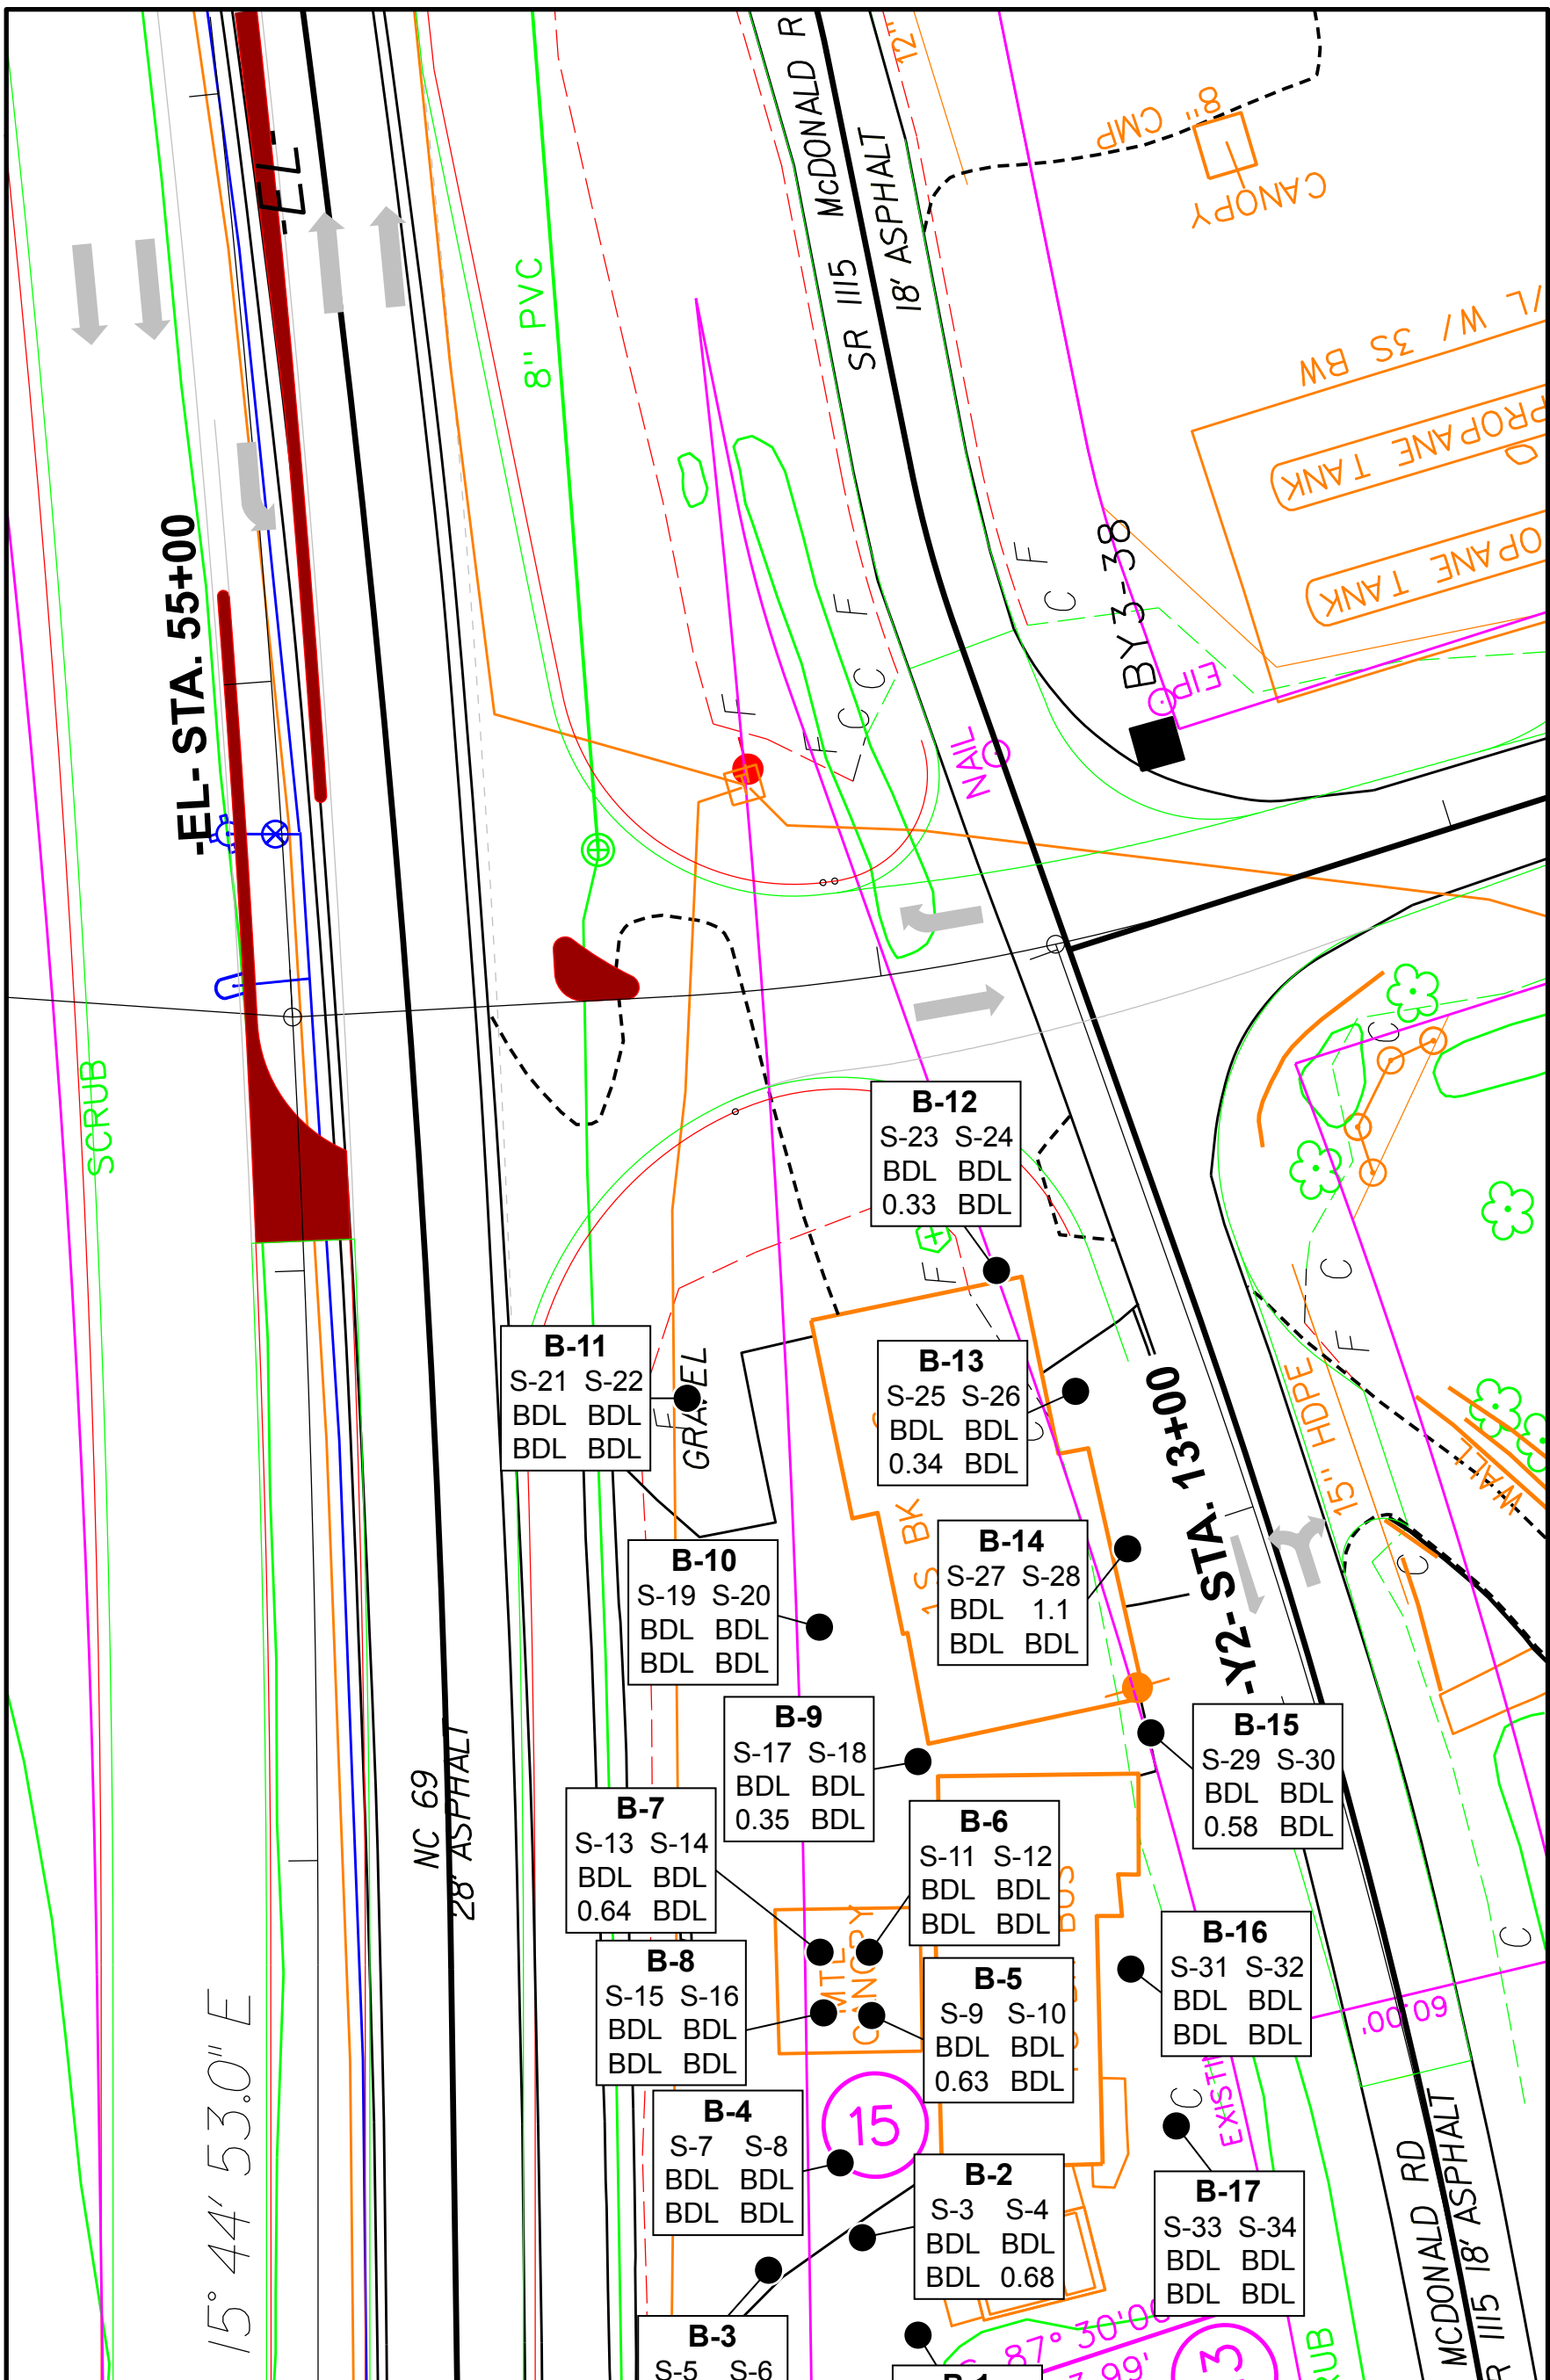 12"
8" CMP
CANOPY
-EL-
8" PVC
SR 1115 McDONALD R
18' ASPHALT
/L W/ 3S BW
PROPANE TANK
OPANE TANK
-EL- STA. 55+00
F
C
BY3-38
EIP
F
C
C
F
F
NAIL
SCRUB
C
B-12
S-23 S-24
BDL BDL
0.33 BDL
F
C
F
B-11
S-21 S-22
BDL BDL
BDL BDL
F
GRAVEL
B-13
S-25 S-26
BDL BDL
0.34 BDL
-Y2- STA. 13+00
15" HDPE
WALL
1S BK
B-14
S-27 S-28
BDL 1.1
BDL BDL
C
B-10
S-19 S-20
BDL BDL
BDL BDL
B-9
S-17 S-18
BDL BDL
0.35 BDL
B-15
S-29 S-30
BDL BDL
0.58 BDL
NC 69
28' ASPHALT
B-7
S-13 S-14
BDL BDL
0.64 BDL
B-6
S-11 S-12
BDL BDL
BDL BDL
BUS
MTL
CANOPY
B-8
S-15 S-16
BDL BDL
BDL BDL
B-5
S-9 S-10
BDL BDL
0.63 BDL
B-16
S-31 S-32
BDL BDL
BDL BDL
C
60.00'
15° 44' 53.0" E
B-4
S-7 S-8
BDL BDL
BDL BDL
15
C
B-2
S-3 S-4
BDL BDL
BDL 0.68
B-17
S-33 S-34
BDL BDL
BDL BDL
MCDONALD RD
18' ASPHALT
B-3
S-5 S-6
B-1
87° 30'00